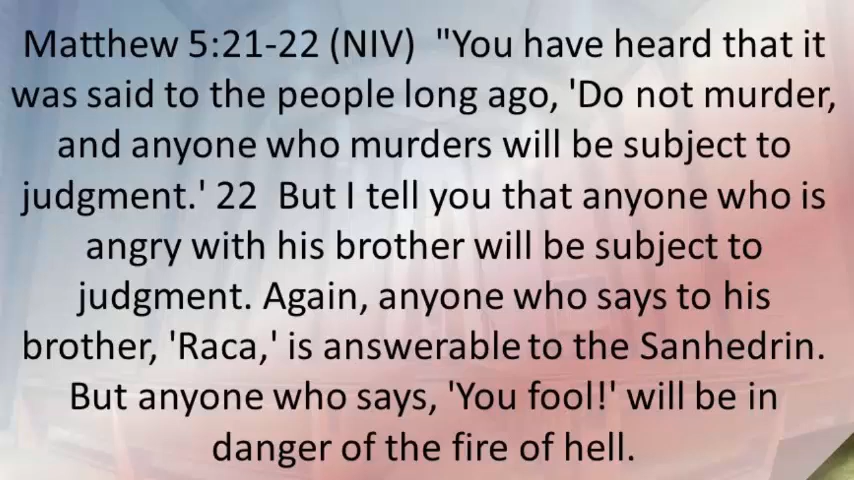 Matthew 5:21-22 (NIV)  "You have heard that it
was said to the people long ago, 'Do not murder,
and anyone who murders will be subject to
judgment.' 22  But I tell you that anyone who is
angry with his brother will be subject to
judgment. Again, anyone who says to his
brother, 'Raca,' is answerable to the Sanhedrin.
But anyone who says, 'You fool!' will be in
danger of the fire of hell.